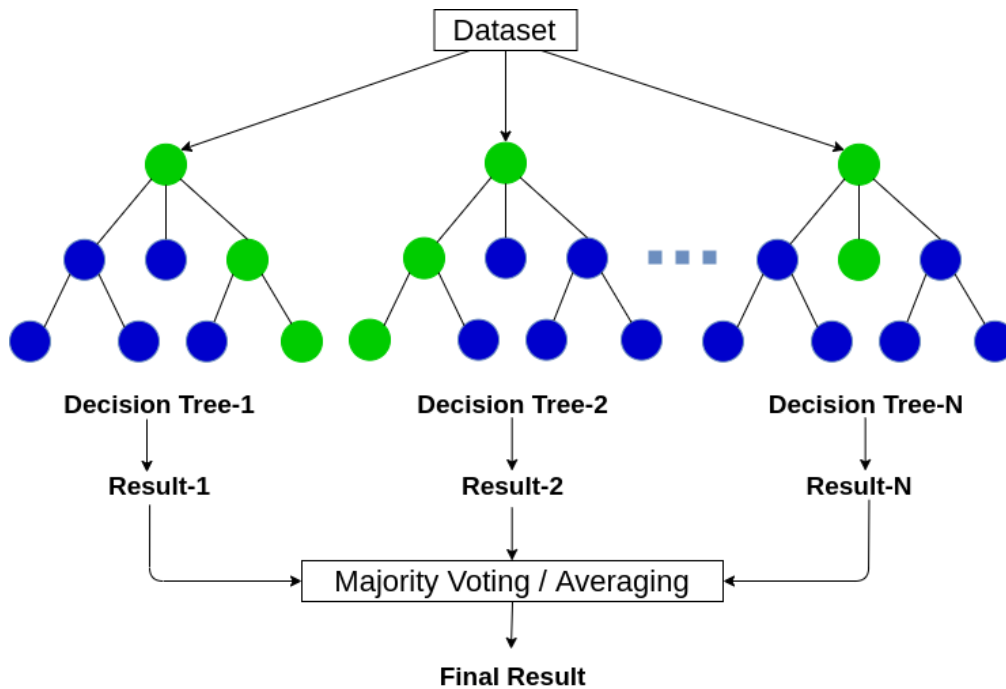 Dataset
Decision Tree-1
Decision Tree-2
Decision Tree-N
Result-1
Result-2
Result-N
Majority Voting / Averaging
Final Result